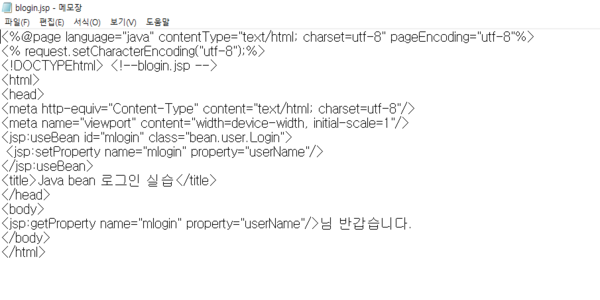 blogin.jsp - 메모장
파일(F) 편집(E) 서식(O) 보기(V) 도움말
<%@page language="java" contentType="text/html; charset=utf-8" pageEncoding="utf-8"%>
<% request.setCharacterEncoding("utf-8");%>
<!DOCTYPEhtml> <!--blogin.jsp -->
<html>
<head>
<meta http-equiv="Content-Type" content="text/html; charset=utf-8"/>
<meta name="viewport" content="width=device-width, initial-scale=1"/>
<jsp:useBean id="mlogin" class="bean.user.Login">
<jsp:setProperty name="mlogin" property="userName"/>
</jsp:useBean>
<title>Java bean 로그인 실습</title>
</head>
<body>
<jsp:getProperty name="mlogin" property="userName"/>님 반갑습니다.
</body>
</html>